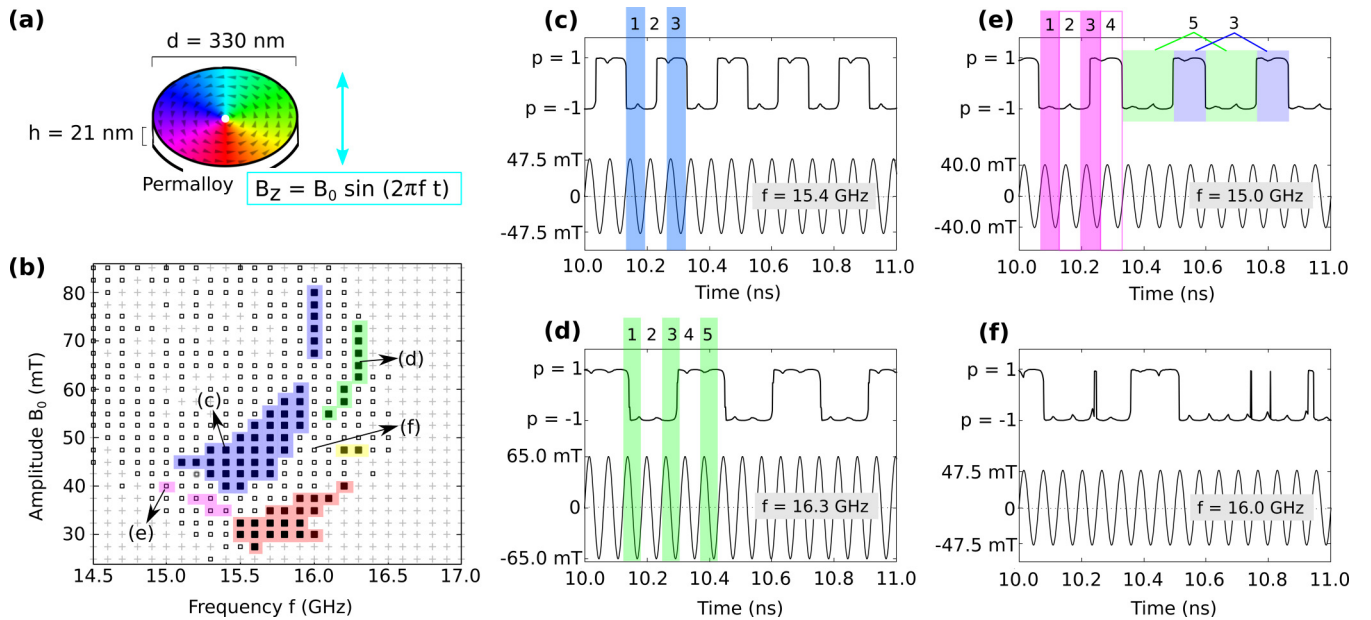 (a)
d = 330 nm
h = 21 nm
Permalloy
B_Z = B_0 sin (2πf t)
(b)
Amplitude B_0 (mT)
80
70
60
50
40
30
(c)
(d)
(f)
(e)
14.5 15.0 15.5 16.0 16.5 17.0
Frequency f (GHz)
(c)
1 2 3
p = 1
p = -1
47.5 mT
0
-47.5 mT
f = 15.4 GHz
10.0 10.2 10.4 10.6 10.8 11.0
Time (ns)
(d)
1 2 3 4 5
p = 1
p = -1
65.0 mT
0
-65.0 mT
f = 16.3 GHz
10.0 10.2 10.4 10.6 10.8 11.0
Time (ns)
(e)
1 2 3 4 5 3
p = 1
p = -1
40.0 mT
0
-40.0 mT
f = 15.0 GHz
10.0 10.2 10.4 10.6 10.8 11.0
Time (ns)
(f)
p = 1
p = -1
47.5 mT
0
-47.5 mT
f = 16.0 GHz
10.0 10.2 10.4 10.6 10.8 11.0
Time (ns)